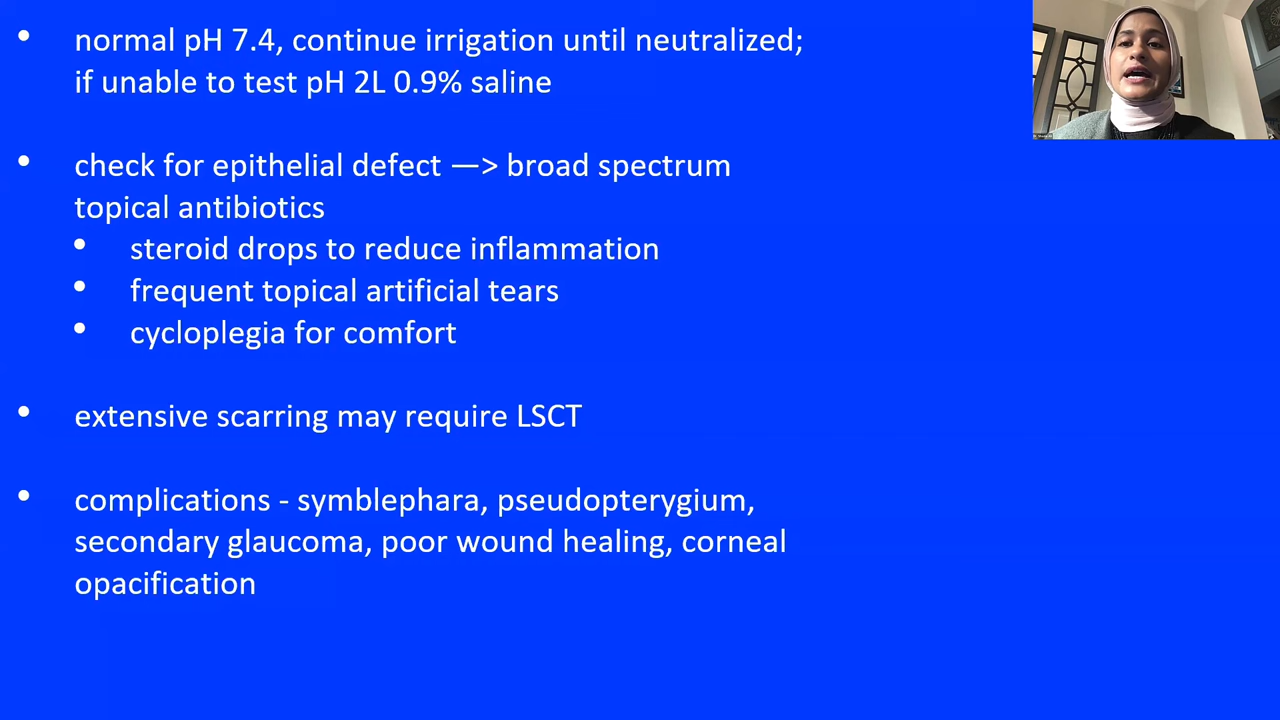 • normal pH 7.4, continue irrigation until neutralized;
if unable to test pH 2L 0.9% saline
• check for epithelial defect —> broad spectrum
topical antibiotics
• steroid drops to reduce inflammation
• frequent topical artificial tears
• cycloplegia for comfort
• extensive scarring may require LSCT
• complications - symblephara, pseudopterygium,
secondary glaucoma, poor wound healing, corneal
opacification